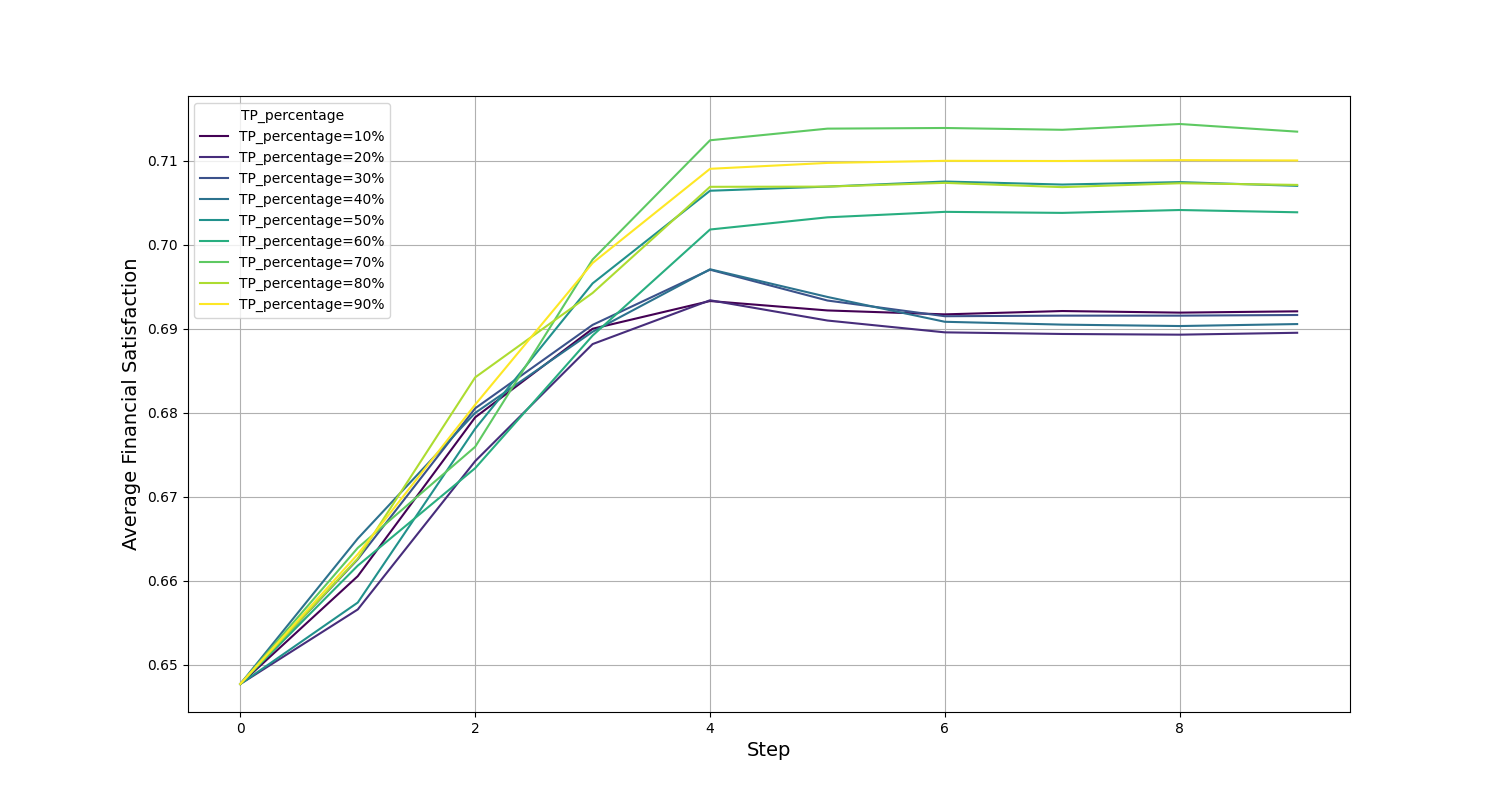 TP_percentage
TP_percentage=10%
TP_percentage=20%
TP_percentage=30%
TP_percentage=40%
TP_percentage=50%
TP_percentage=60%
TP_percentage=70%
TP_percentage=80%
TP_percentage=90%
0.71
0.70
0.69
0.68
0.67
0.66
0.65
Average Financial Satisfaction
0 2 4 6 8
Step